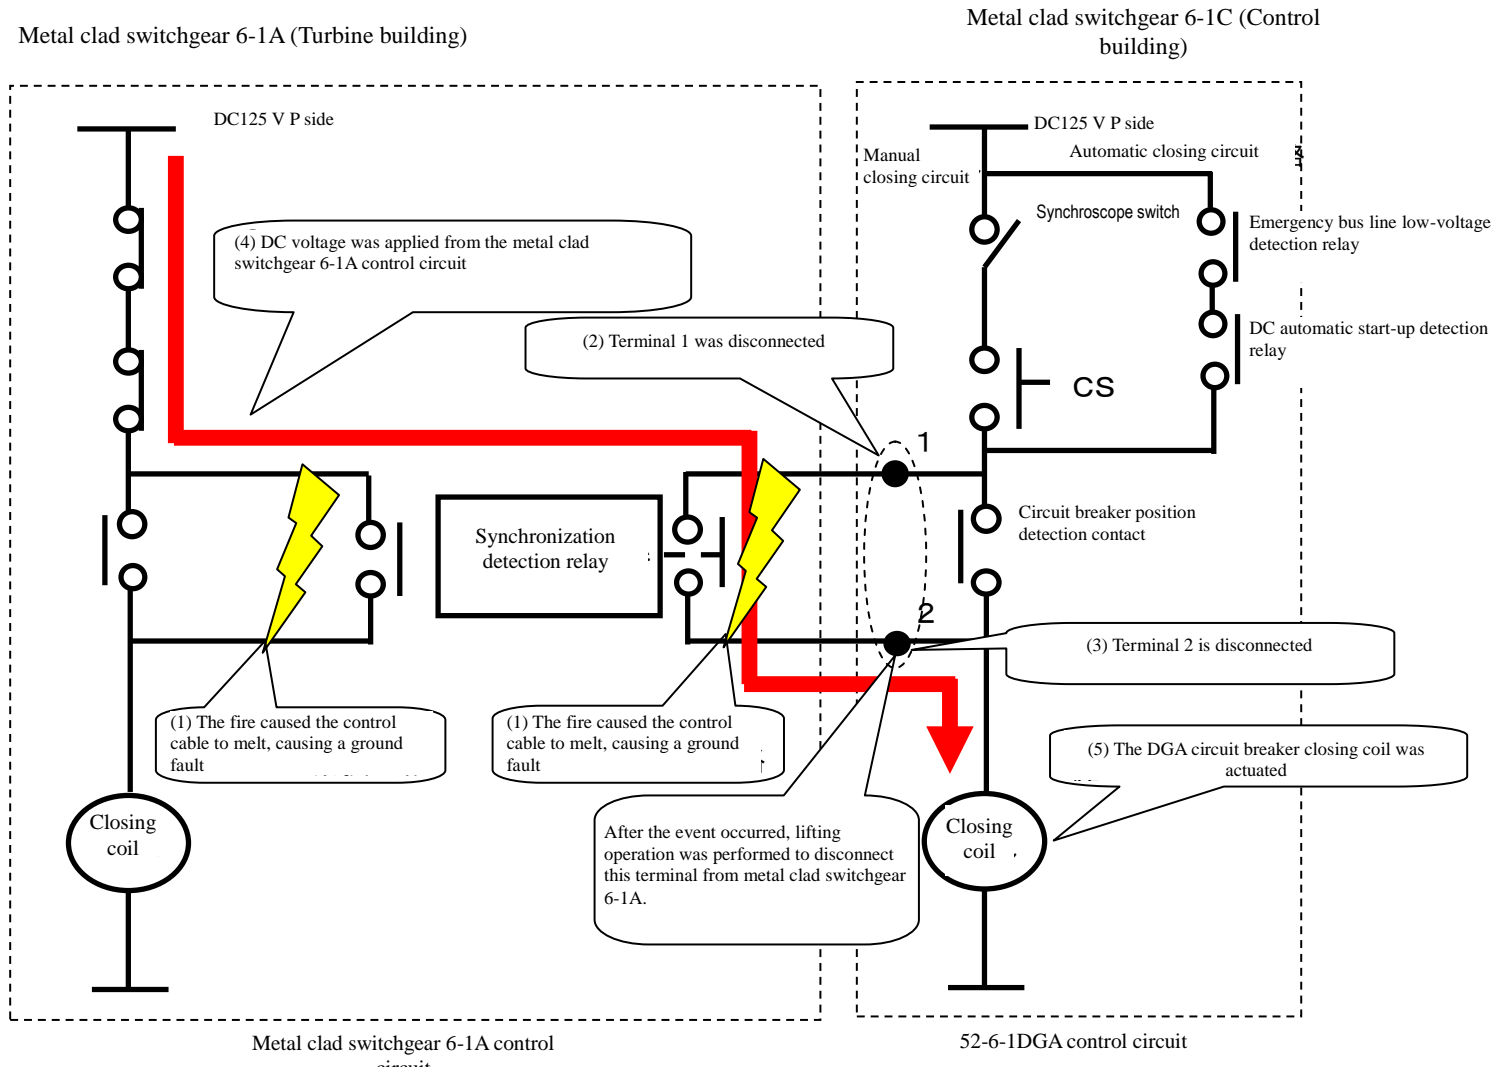 Metal clad switchgear 6-1A (Turbine building)
Metal clad switchgear 6-1C (Control
building)
DC125 V P side
DC125 V P side
Manual
closing circuit
Automatic closing circuit
Synchroscope switch
Emergency bus line low-voltage
detection relay
(4) DC voltage was applied from the metal clad
switchgear 6-1A control circuit
(2) Terminal 1 was disconnected
DC automatic start-up detection
relay
CS
1
Synchronization
detection relay
Circuit breaker position
detection contact
2
(3) Terminal 2 is disconnected
(1) The fire caused the control
cable to melt, causing a ground
fault
(1) The fire caused the control
cable to melt, causing a ground
fault
(5) The DGA circuit breaker closing coil was
actuated
Closing
coil
After the event occurred, lifting
operation was performed to disconnect
this terminal from metal clad switchgear
6-1A.
Closing
coil
Metal clad switchgear 6-1A control
circuit
52-6-1DGA control circuit